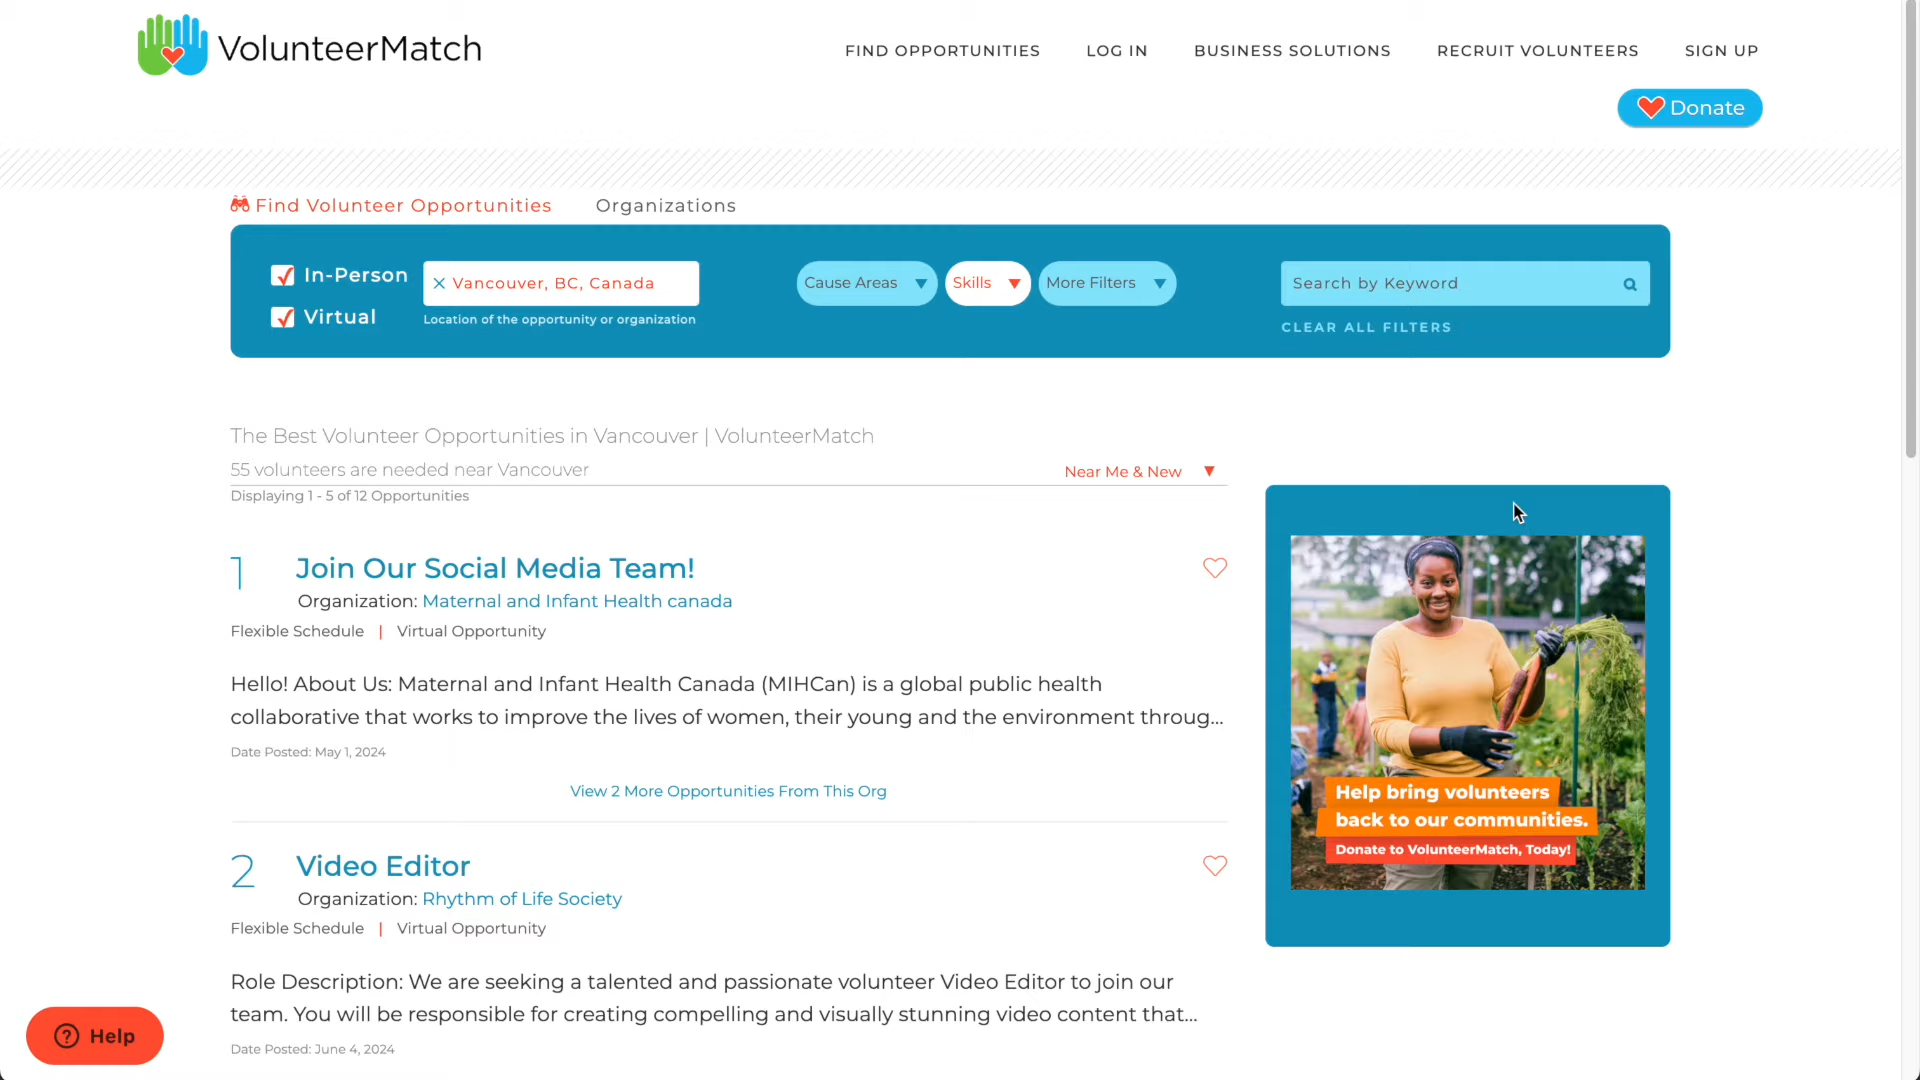 VolunteerMatch
FIND OPPORTUNITIES
LOG IN
BUSINESS SOLUTIONS
RECRUIT VOLUNTEERS
SIGN UP
Donate
Find Volunteer Opportunities
Organizations
In-Person
Virtual
Vancouver, BC, Canada
Location of the opportunity or organization
Cause Areas
Skills
More Filters
Search by Keyword
CLEAR ALL FILTERS
The Best Volunteer Opportunities in Vancouver | VolunteerMatch
55 volunteers are needed near Vancouver
Near Me & New
Displaying 1 - 5 of 12 Opportunities
1 Join Our Social Media Team!
Organization: Maternal and Infant Health canada
Flexible Schedule | Virtual Opportunity
Hello! About Us: Maternal and Infant Health Canada (MIHCan) is a global public health
collaborative that works to improve the lives of women, their young and the environment throug...
Date Posted: May 1, 2024
View 2 More Opportunities From This Org
2 Video Editor
Organization: Rhythm of Life Society
Flexible Schedule | Virtual Opportunity
Role Description: We are seeking a talented and passionate volunteer Video Editor to join our
team. You will be responsible for creating compelling and visually stunning video content that...
Date Posted: June 4, 2024
Help bring volunteers
back to our communities.
Donate to VolunteerMatch, Today!
? Help